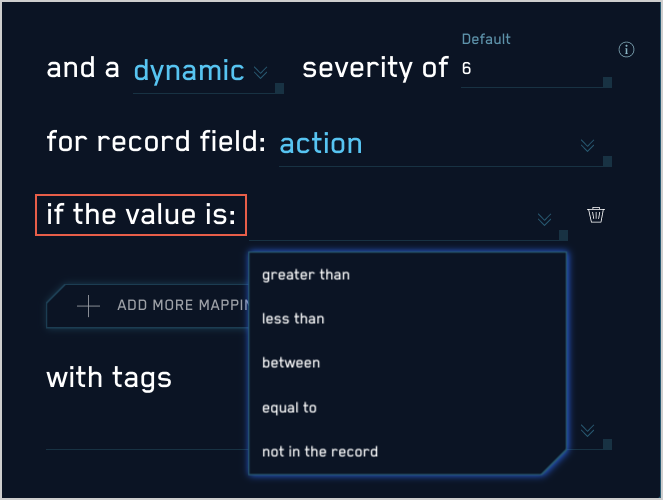 Default
and a dynamic severity of 6
for record field: action
if the value is:
greater than
ADD MORE MAPPIN
less than
between
with tags
equal to
not in the record